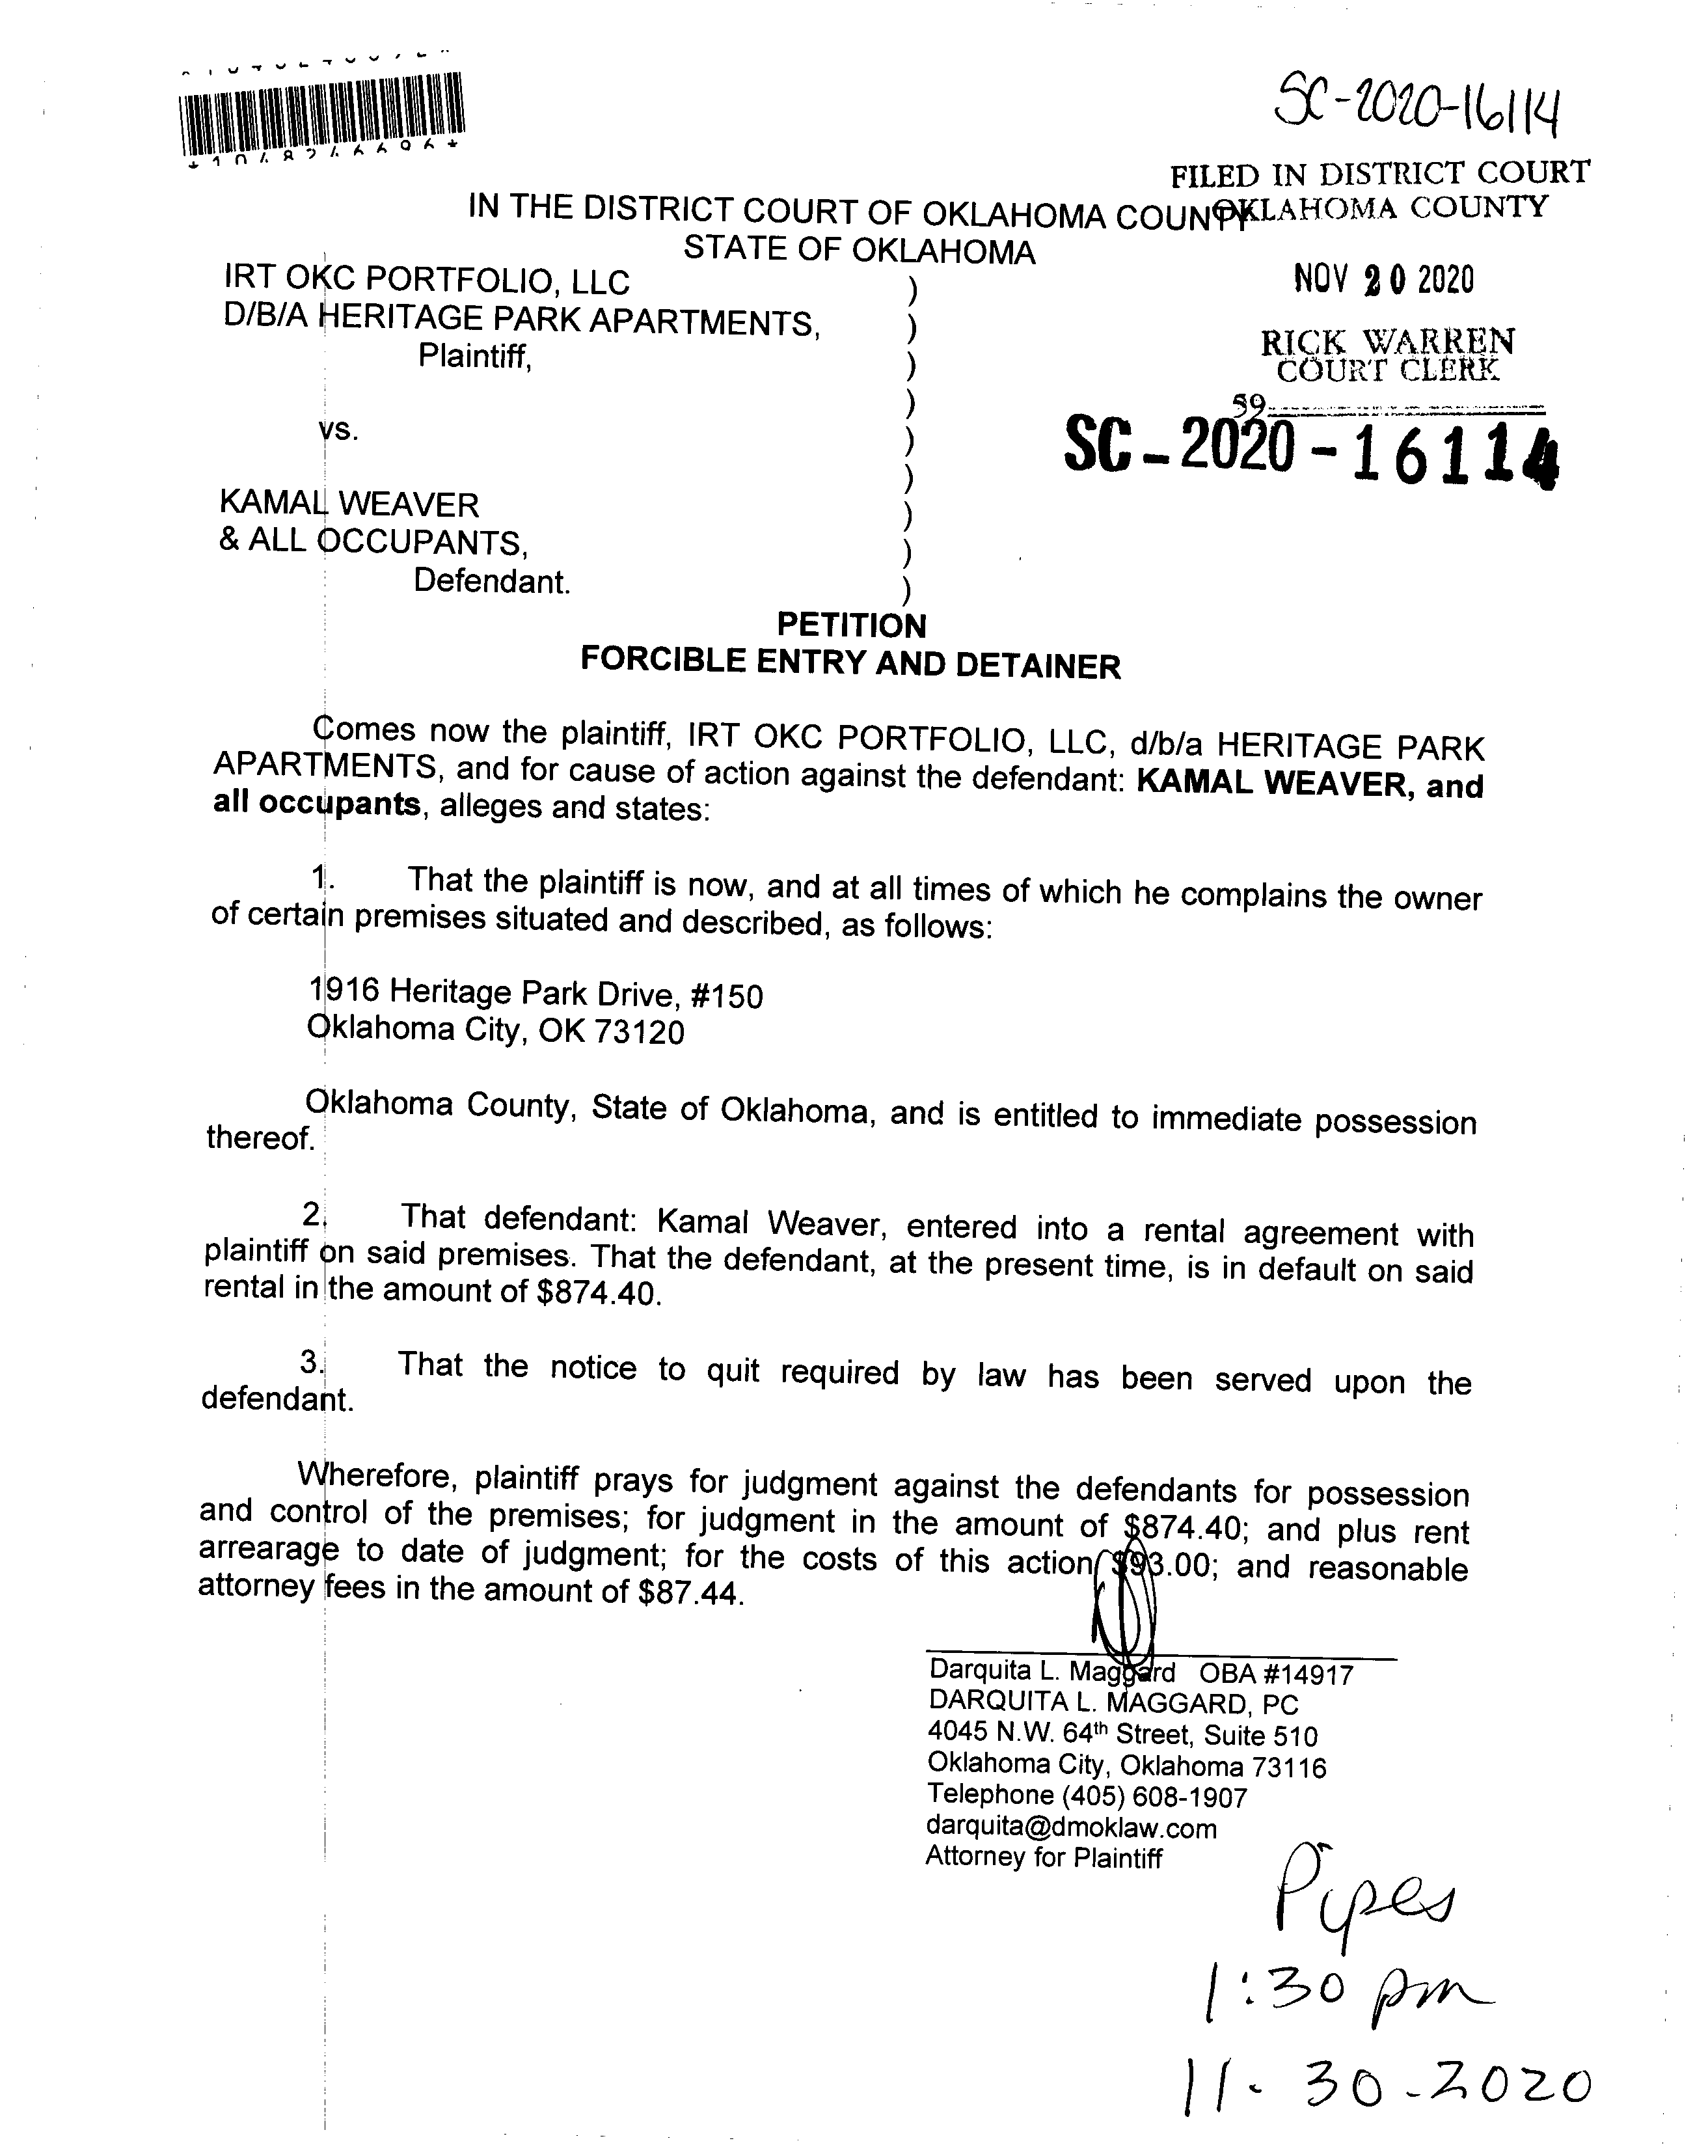 SC-2020-16114
FILED IN DISTRICT COURT
OKLAHOMA COUNTY
IN THE DISTRICT COURT OF OKLAHOMA COUNTY
STATE OF OKLAHOMA
NOV 20 2020
RICK WARREN
COURT CLERK
59
SC-2020-16114
IRT OKC PORTFOLIO, LLC )
D/B/A HERITAGE PARK APARTMENTS, )
Plaintiff, )
)
vs. )
)
KAMAL WEAVER )
& ALL OCCUPANTS, )
Defendant. )
PETITION
FORCIBLE ENTRY AND DETAINER
Comes now the plaintiff, IRT OKC PORTFOLIO, LLC, d/b/a HERITAGE PARK
APARTMENTS, and for cause of action against the defendant: KAMAL WEAVER, and
all occupants, alleges and states:
1. That the plaintiff is now, and at all times of which he complains the owner
of certain premises situated and described, as follows:
1916 Heritage Park Drive, #150
Oklahoma City, OK 73120
Oklahoma County, State of Oklahoma, and is entitled to immediate possession
thereof.
2. That defendant: Kamal Weaver, entered into a rental agreement with
plaintiff on said premises. That the defendant, at the present time, is in default on said
rental in the amount of $874.40.
3. That the notice to quit required by law has been served upon the
defendant.
Wherefore, plaintiff prays for judgment against the defendants for possession
and control of the premises; for judgment in the amount of $874.40; and plus rent
arrearage to date of judgment; for the costs of this action $93.00; and reasonable
attorney fees in the amount of $87.44.
Darquita L. Maggard OBA #14917
DARQUITA L. MAGGARD, PC
4045 N.W. 64th Street, Suite 510
Oklahoma City, Oklahoma 73116
Telephone (405) 608-1907
darquita@dmoklaw.com
Attorney for Plaintiff
Pipes
1:30 pm
11-30-2020